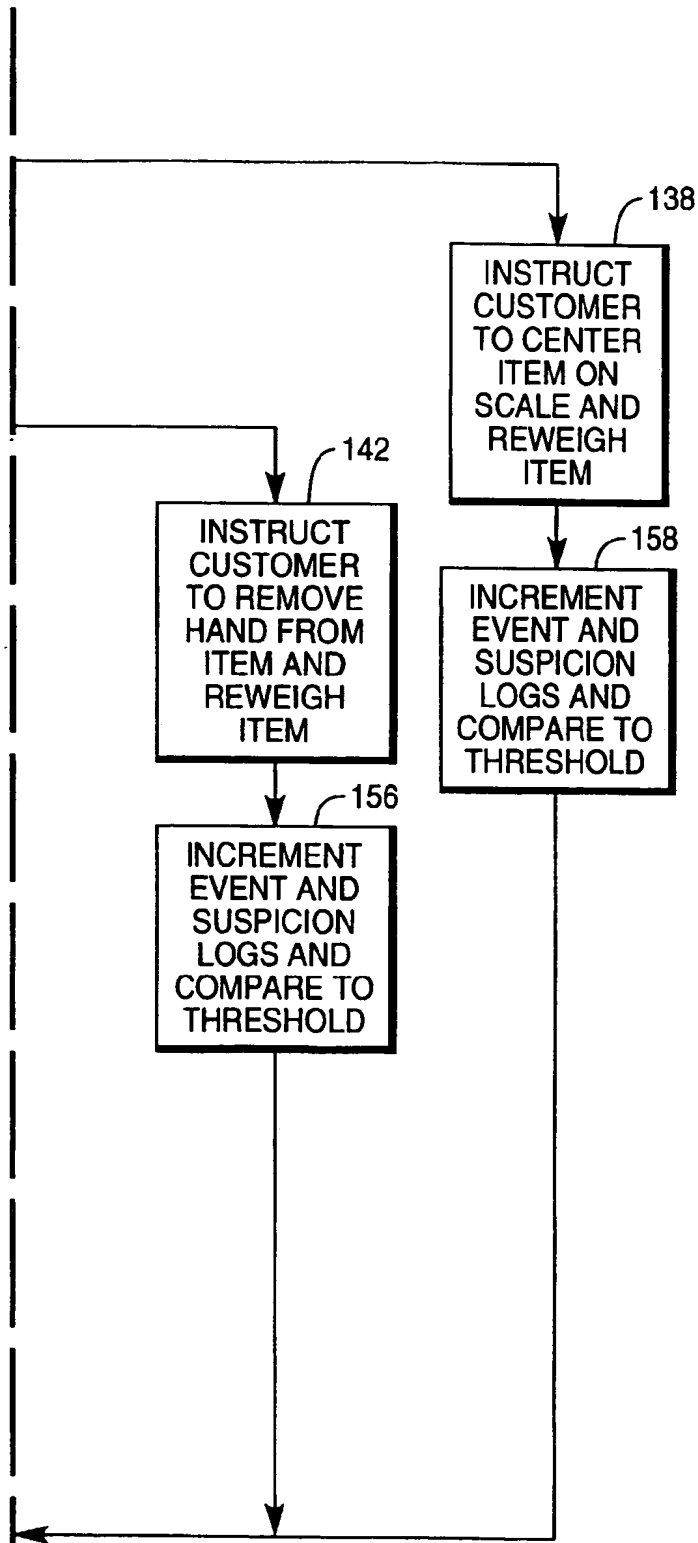 138
INSTRUCT
CUSTOMER
TO CENTER
ITEM ON
SCALE AND
REWEIGH
ITEM
142
INSTRUCT
CUSTOMER
TO REMOVE
HAND FROM
ITEM AND
REWEIGH
ITEM
158
INCREMENT
EVENT AND
SUSPICION
LOGS AND
COMPARE TO
THRESHOLD
156
INCREMENT
EVENT AND
SUSPICION
LOGS AND
COMPARE TO
THRESHOLD